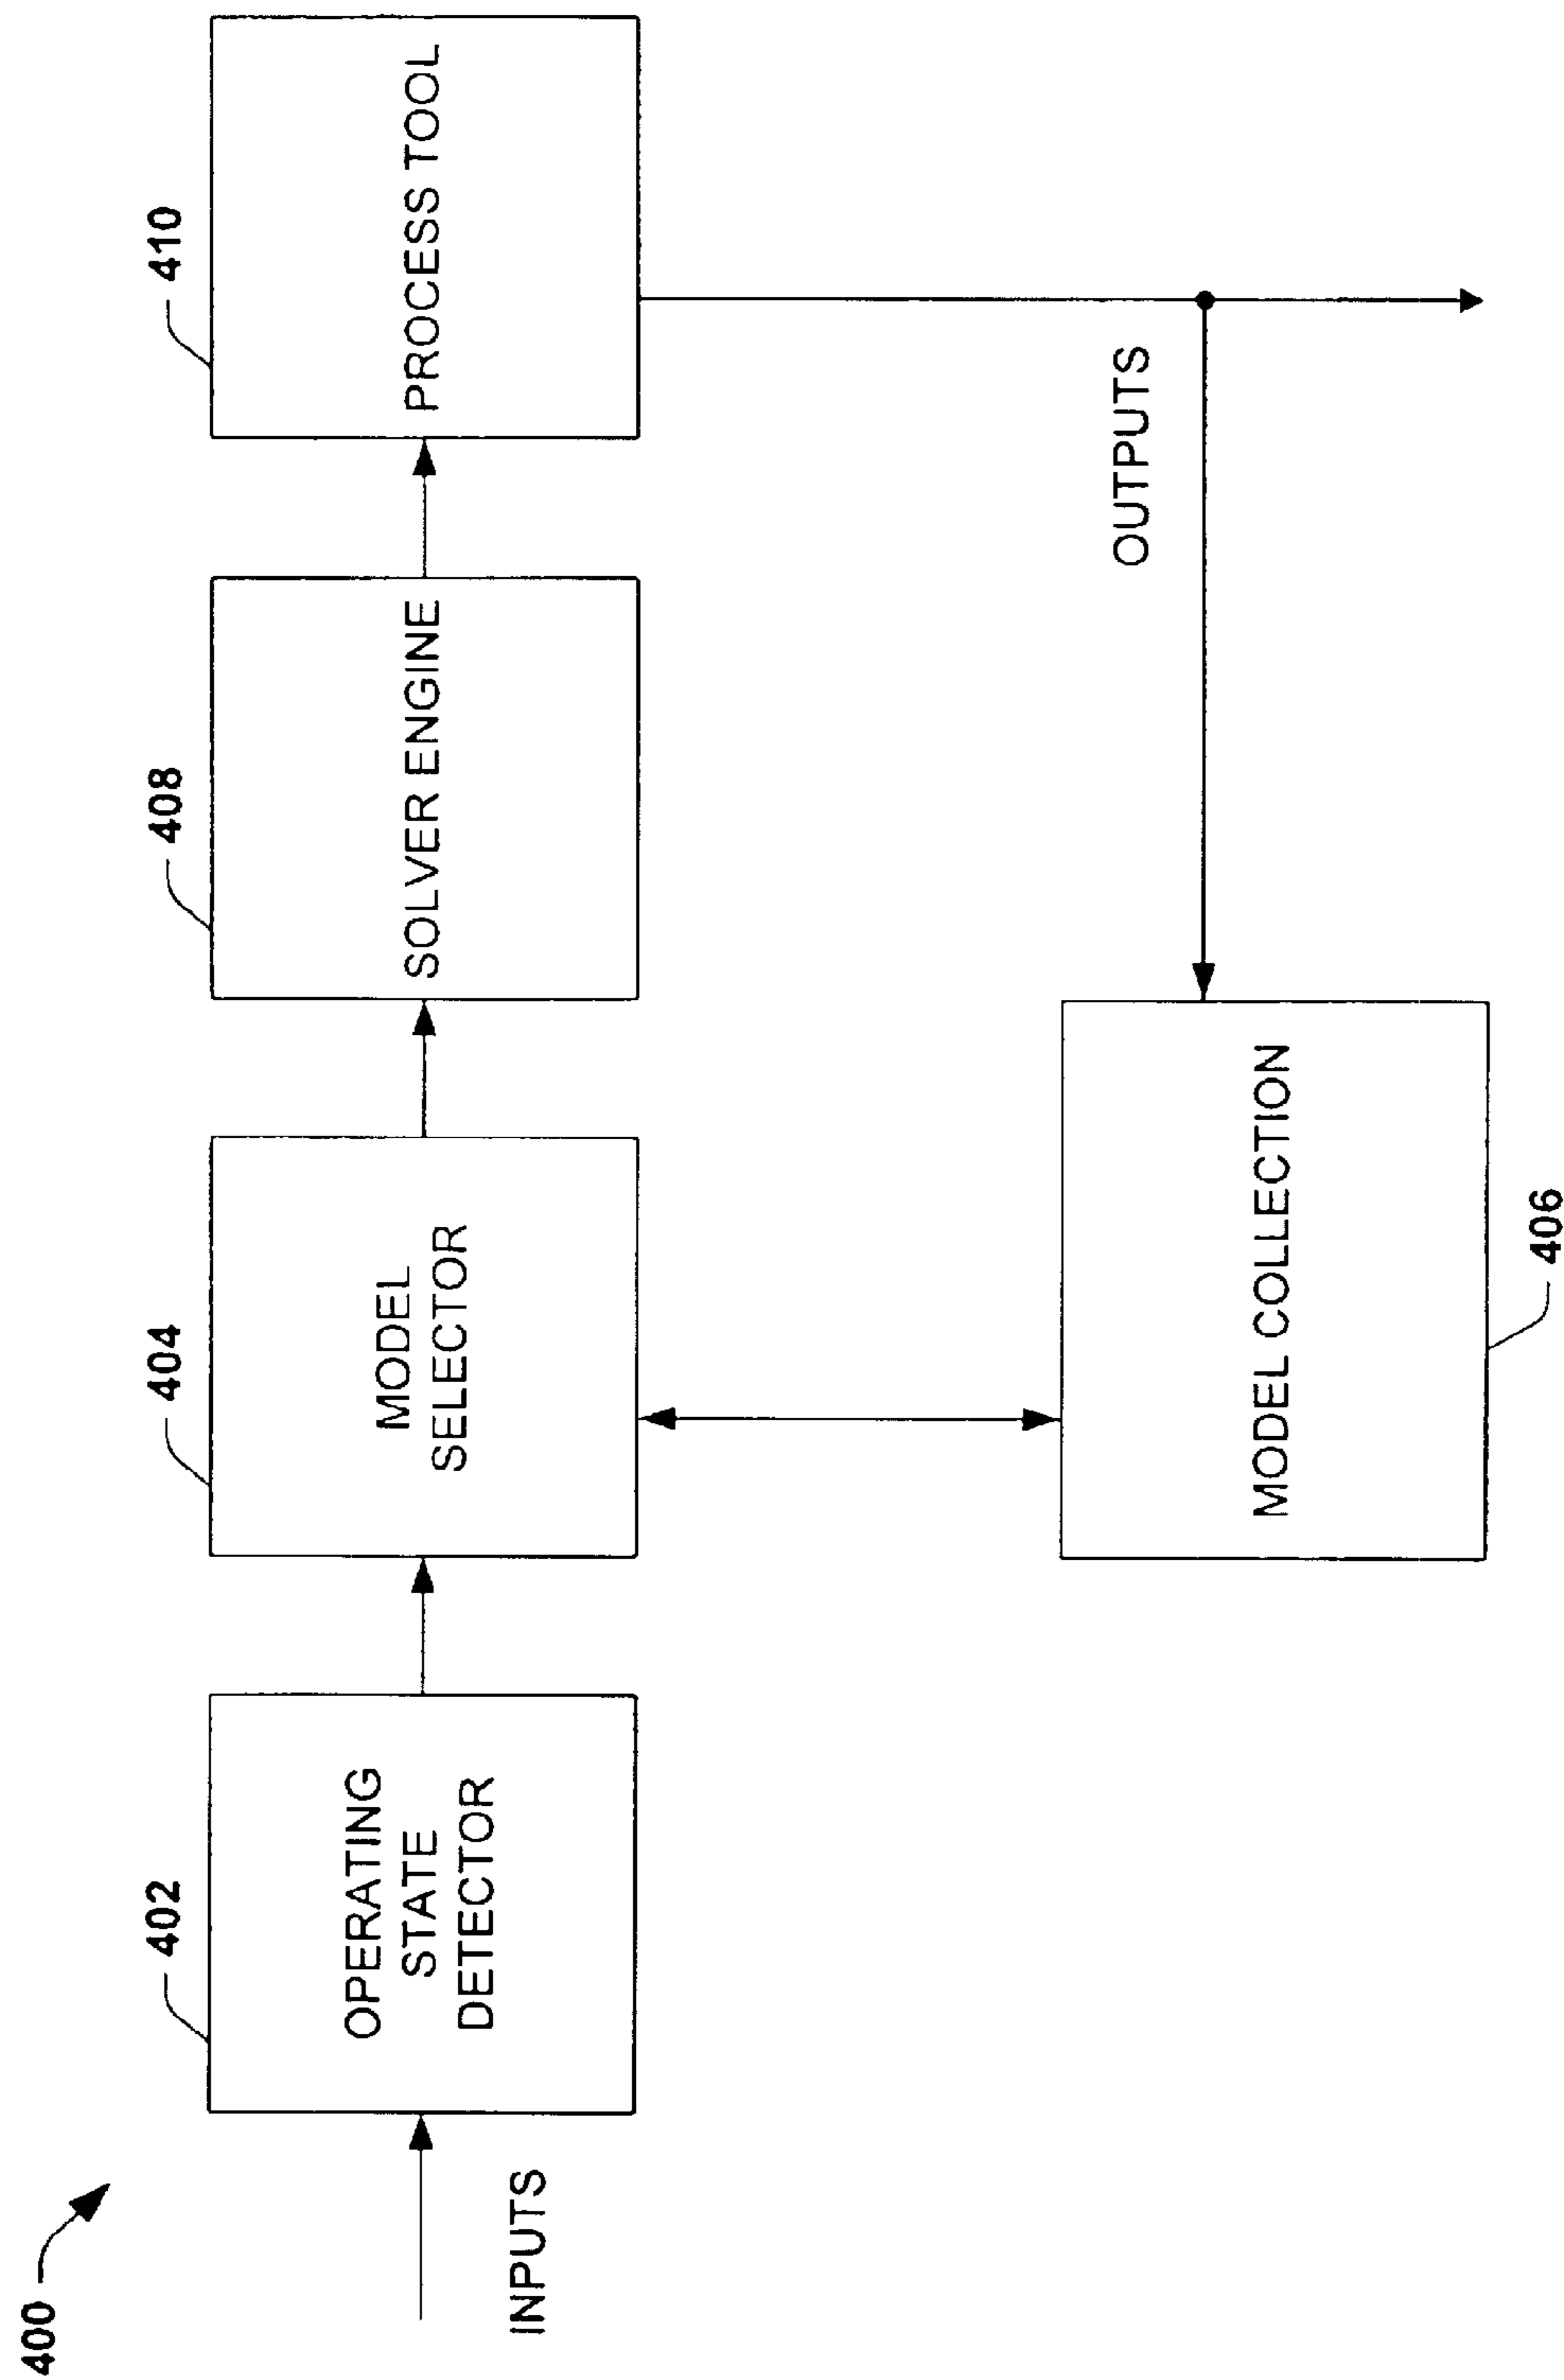 400
402
404
408
410
OPERATING
STATE
DETECTOR
MODEL
SELECTOR
SOLVER ENGINE
PROCESS TOOL
INPUTS
OUTPUTS
MODEL COLLECTION
406